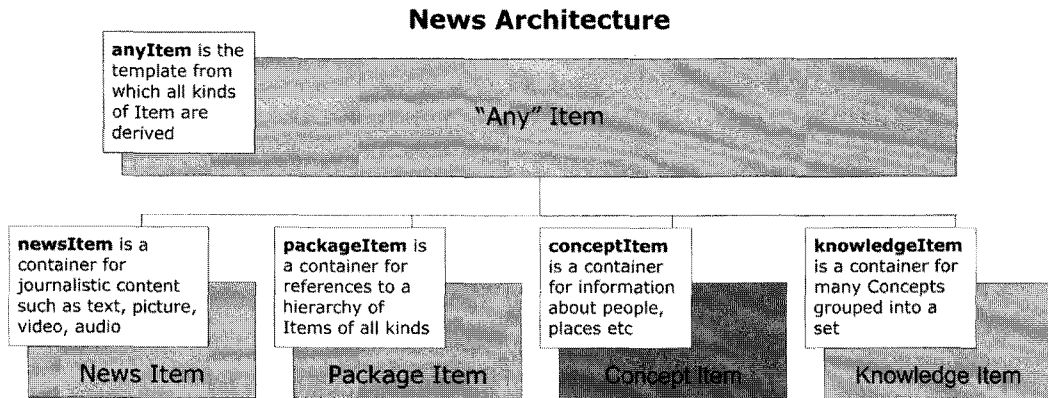 News Architecture
anyItem is the
template from
which all kinds
of Item are
derived
"Any" Item
newsItem is a
container for
journalistic content
such as text, picture,
video, audio
News Item
packageItem is
a container for
references to a
hierarchy of
Items of all kinds
Package Item
conceptItem
is a container
for information
about people,
places etc
Concept Item
knowledgeItem
is a container for
many Concepts
grouped into a
set
Knowledge Item